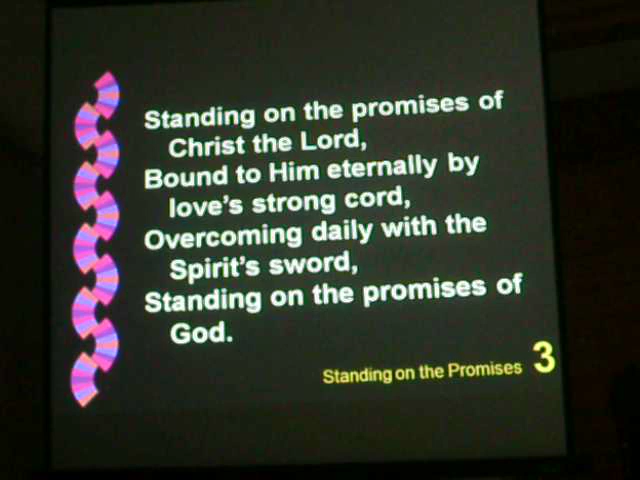 Standing on the promises of
Christ the Lord,
Bound to Him eternally by
love's strong cord,
Overcoming daily with the
Spirit's sword,
Standing on the promises of
God.
Standing on the Promises 3